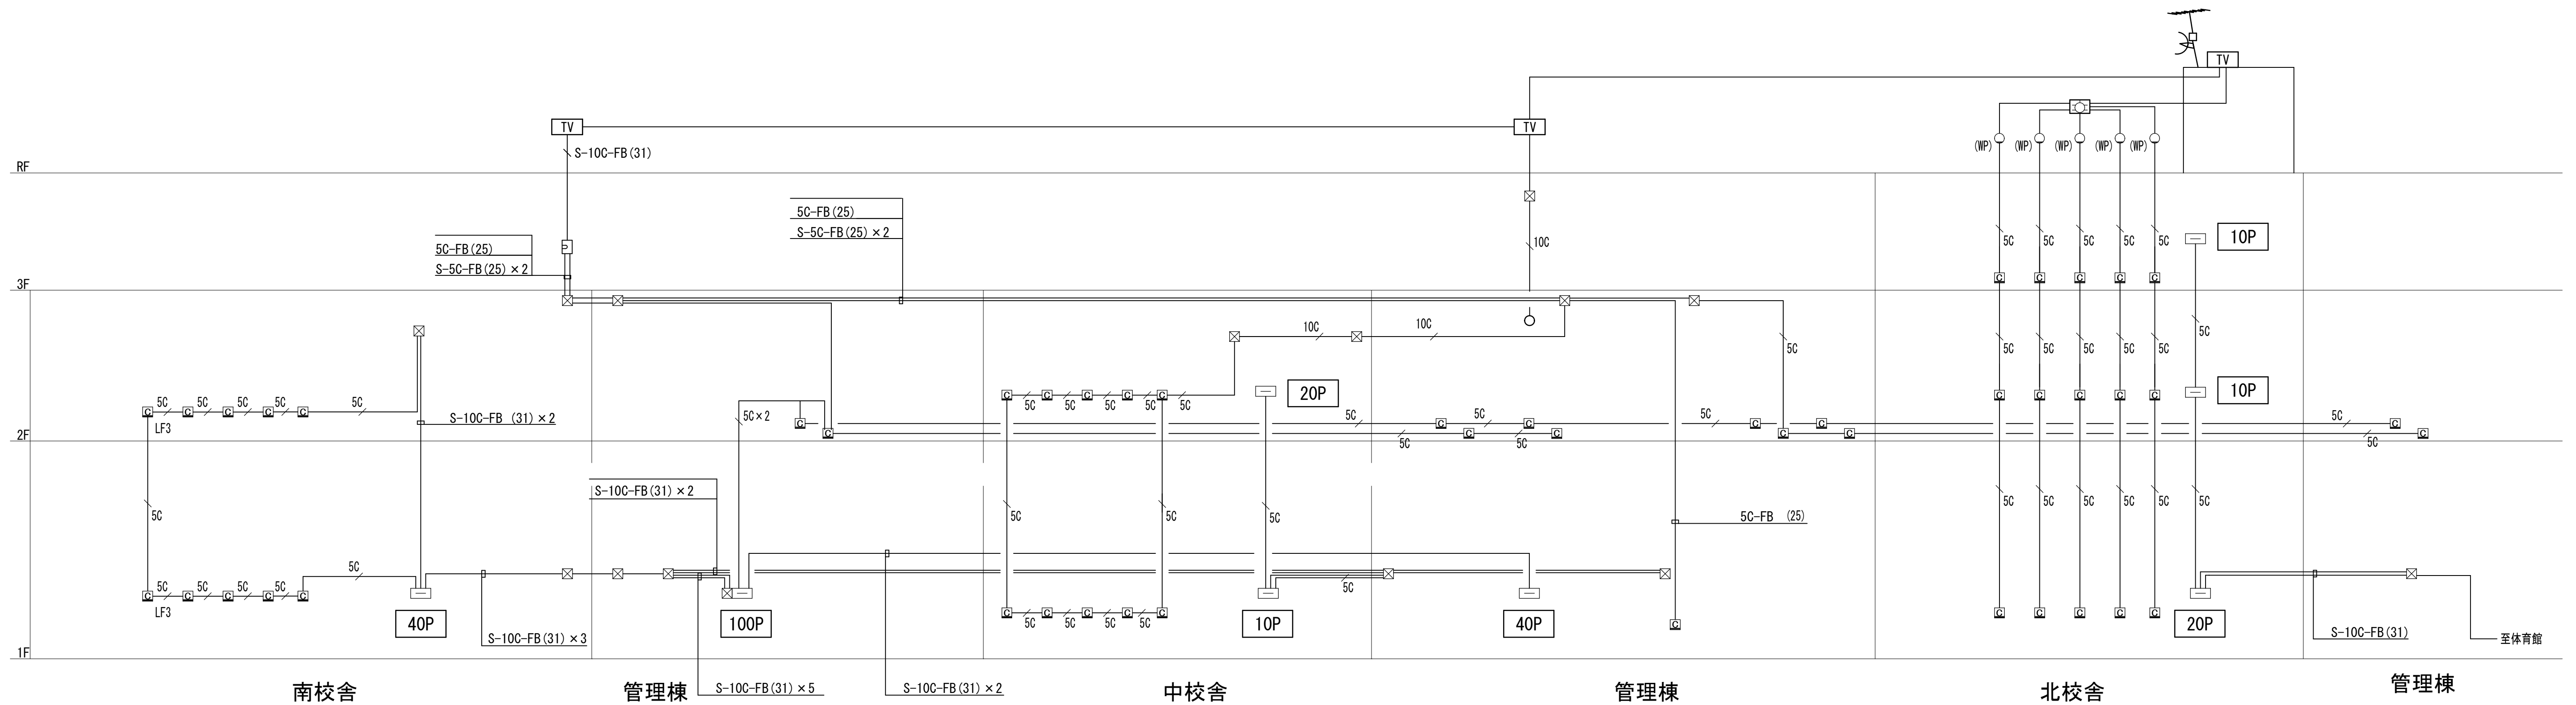 TV
TV
TV
S-10C-FB(31)
(WP)
(WP)
(WP)
(WP)
(WP)
RF
5C-FB(25)
S-5C-FB(25)×2
5C-FB(25)
S-5C-FB(25)×2
10C
5C
5C
5C
5C
5C
10P
3F
10C
10C
5C
5C
5C
5C
5C
5C
5C
C
C
C
C
C
20P
10P
5C
5C
5C
5C
5C
C
C
C
C
C
LF3
S-10C-FB (31)×2
5C×2
C
C
C
C
C
C
C
5C
5C
5C
5C
5C
5C
5C
5C
C
C
C
C
5C
5C
C
C
C
C
C
C
C
C
C
C
5C
5C
C
C
2F
S-10C-FB(31)×2
5C
5C
5C
5C
5C-FB (25)
5C
5C
5C
5C
5C
5C
5C
5C
5C
5C
5C
5C
C
C
C
C
C
LF3
C
C
C
C
C
5C
5C
5C
5C
C
C
C
C
C
C
40P
100P
10P
40P
20P
S-10C-FB(31)×3
S-10C-FB(31)
至体育館
1F
S-10C-FB(31)×5
S-10C-FB(31)×2
南校舎
管理棟
中校舎
管理棟
北校舎
管理棟